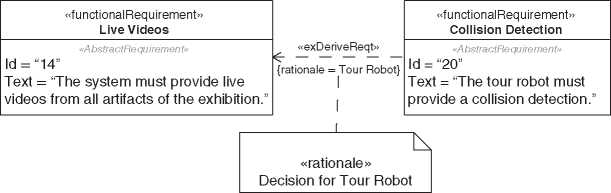 «functionalRequirement»
Live Videos
«AbstractRequirement»
Id = “14”
Text = “The system must provide live
videos from all artifacts of the exhibition.”
«exDeriveReqt»
{rationale = Tour Robot}
«functionalRequirement»
Collision Detection
«AbstractRequirement»
Id = “20”
Text = “The tour robot must
provide a collision detection.”
«rationale»
Decision for Tour Robot